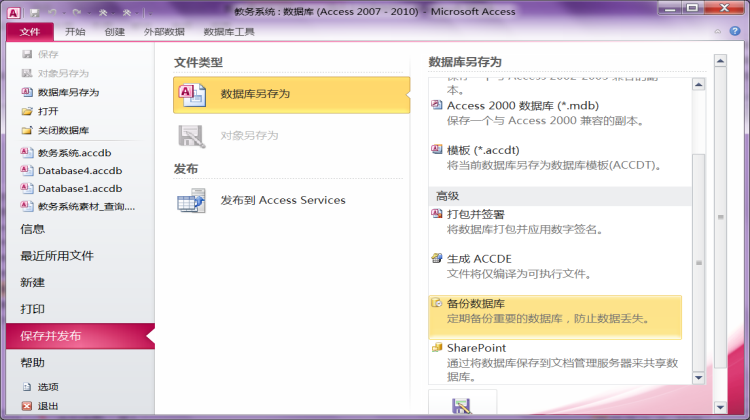 教务系统 : 数据库 (Access 2007 - 2010) - Microsoft Access
文件 开始 创建 外部数据 数据库工具
保存
对象另存为
数据库另存为
打开
关闭数据库
教务系统.accdb
Database4.accdb
Database1.accdb
教务系统素材_查询....
信息
最近所用文件
新建
打印
保存并发布
帮助
选项
退出
文件类型
数据库另存为
对象另存为
发布
发布到 Access Services
数据库另存为
保存一个与 Access 2002-2003 兼容的副
本。
Access 2000 数据库 (*.mdb)
保存一个与 Access 2000 兼容的副本。
模板 (*.accdt)
将当前数据库另存为数据库模板(ACCDT)。
高级
打包并签署
将数据库打包并应用数字签名。
生成 ACCDE
文件将仅编译为可执行文件。
备份数据库
定期备份重要的数据库，防止数据丢失。
SharePoint
通过将数据库保存到文档管理服务器来共享数
据库。